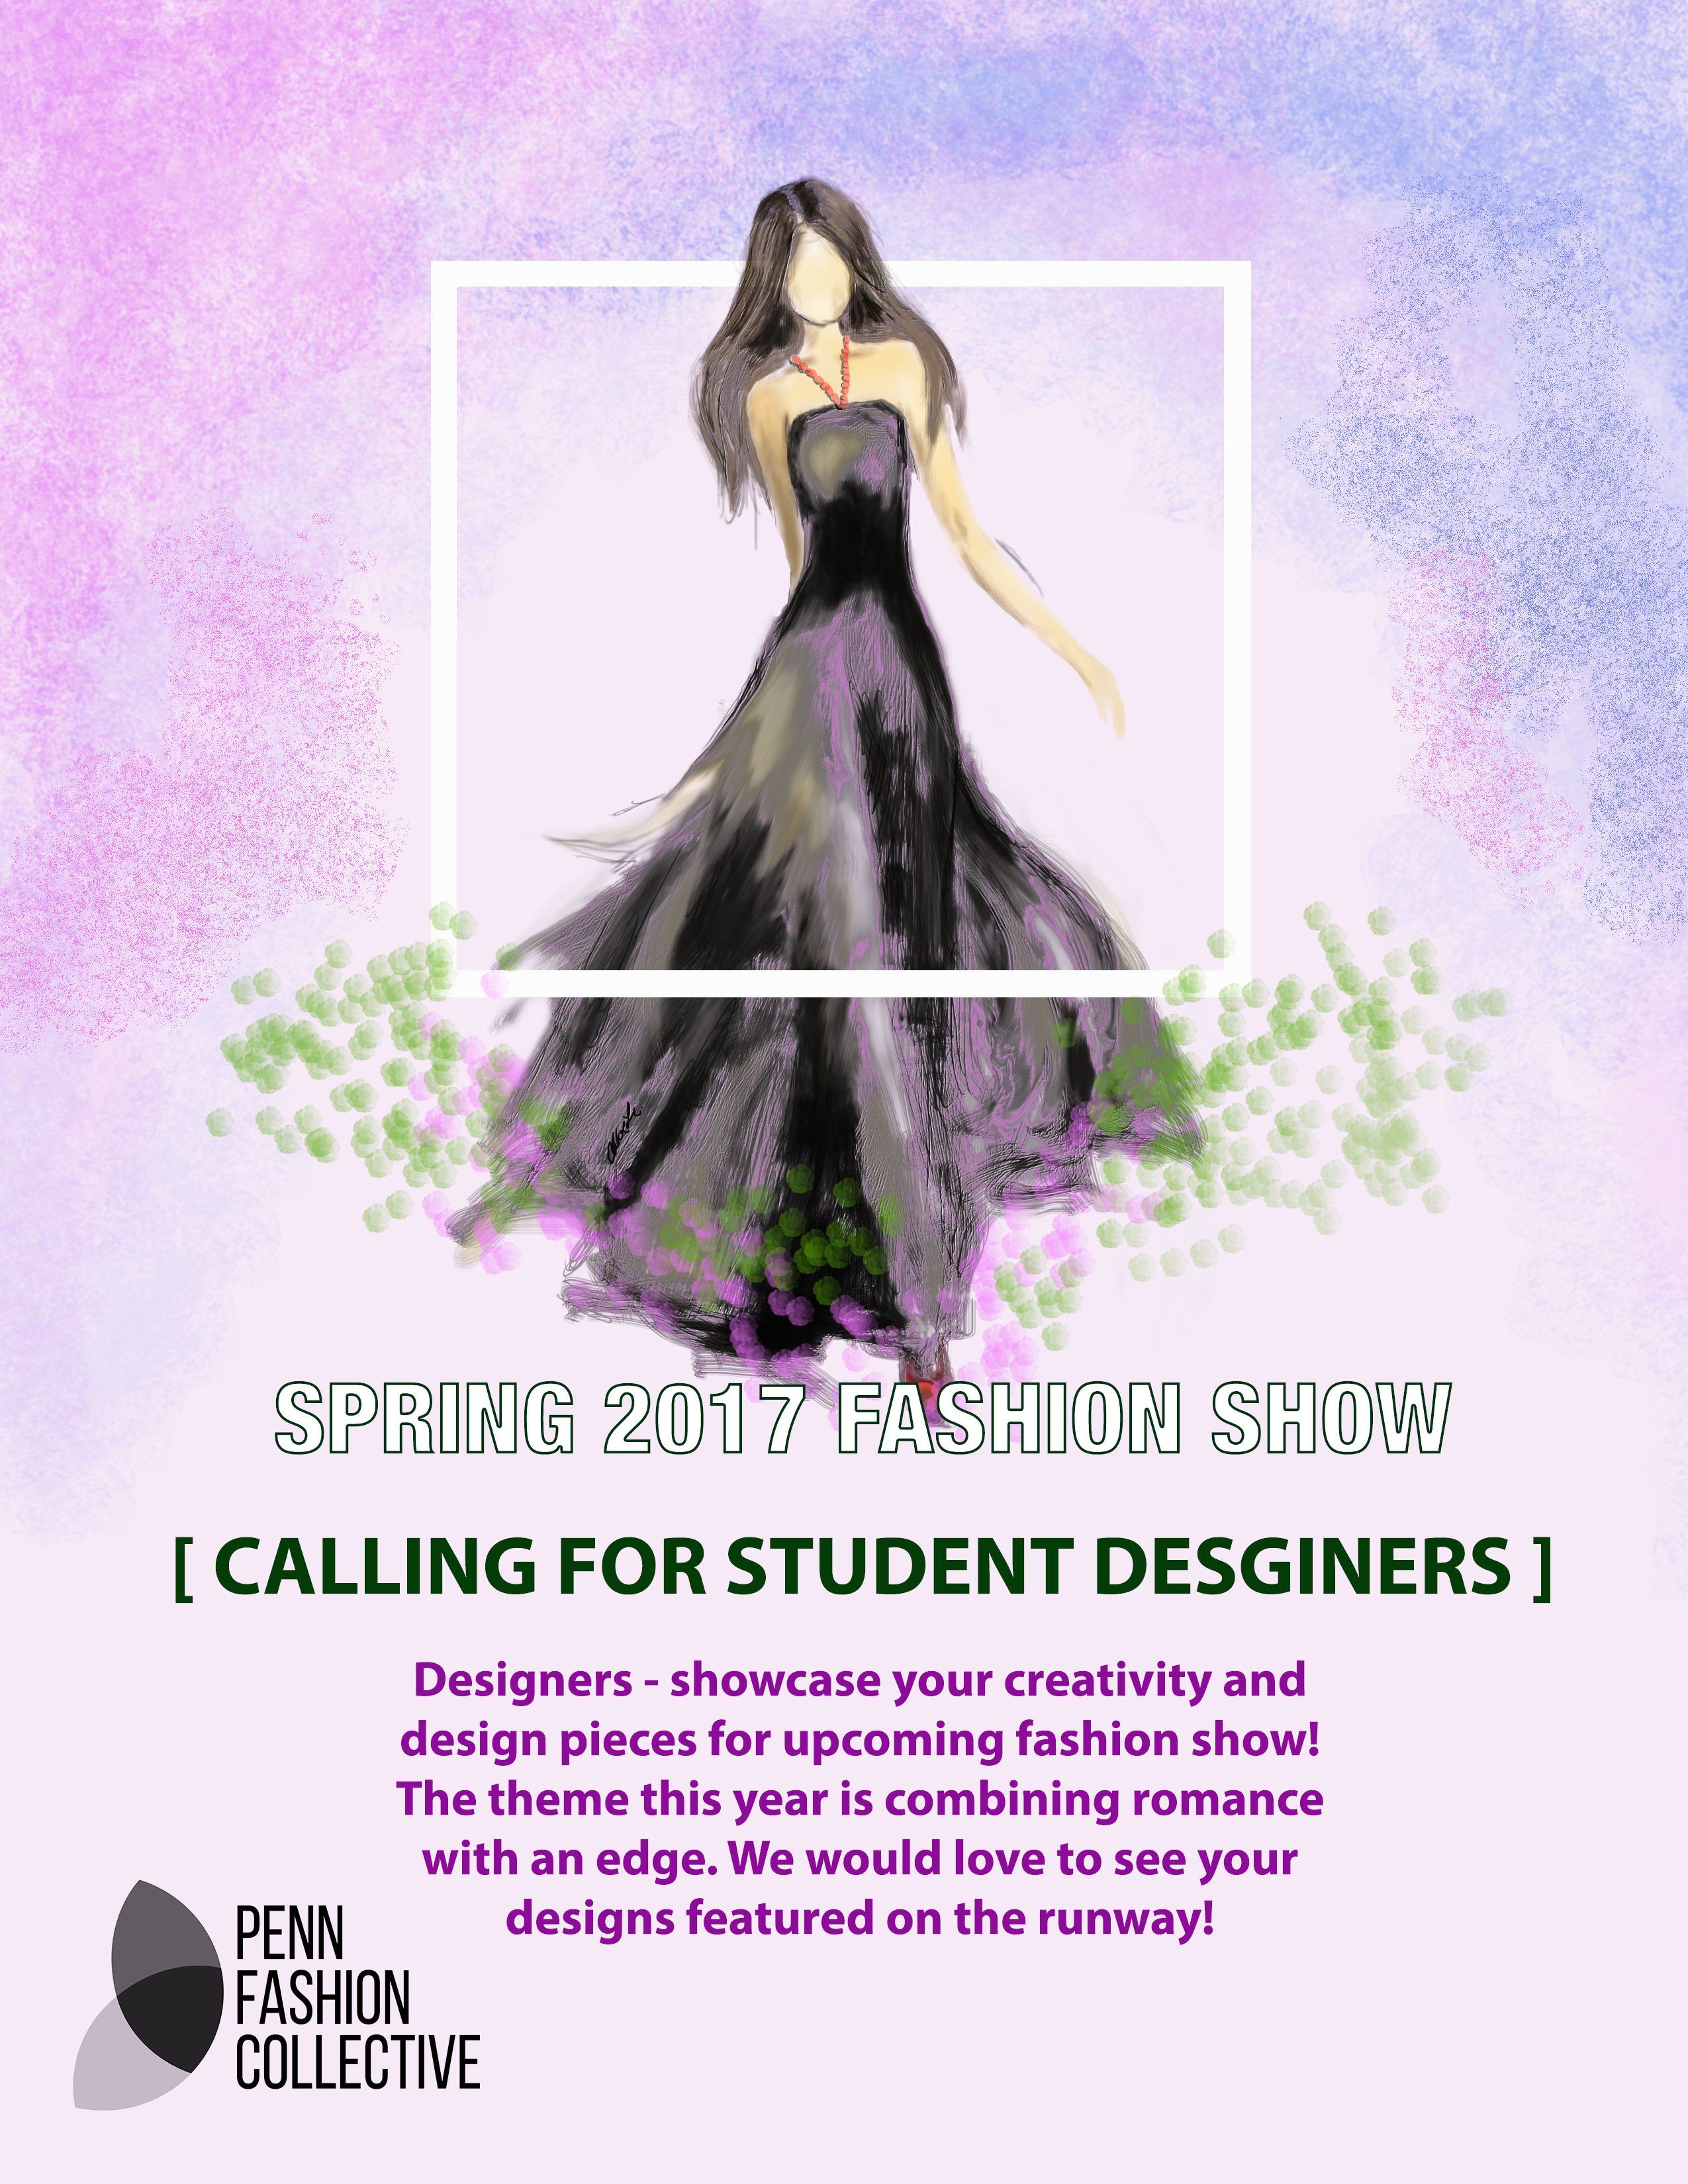 SPRING 2017 FASHION SHOW
[ CALLING FOR STUDENT DESGINERS ]
Designers - showcase your creativity and
design pieces for upcoming fashion show!
The theme this year is combining romance
with an edge. We would love to see your
designs featured on the runway!
PENN
FASHION
COLLECTIVE